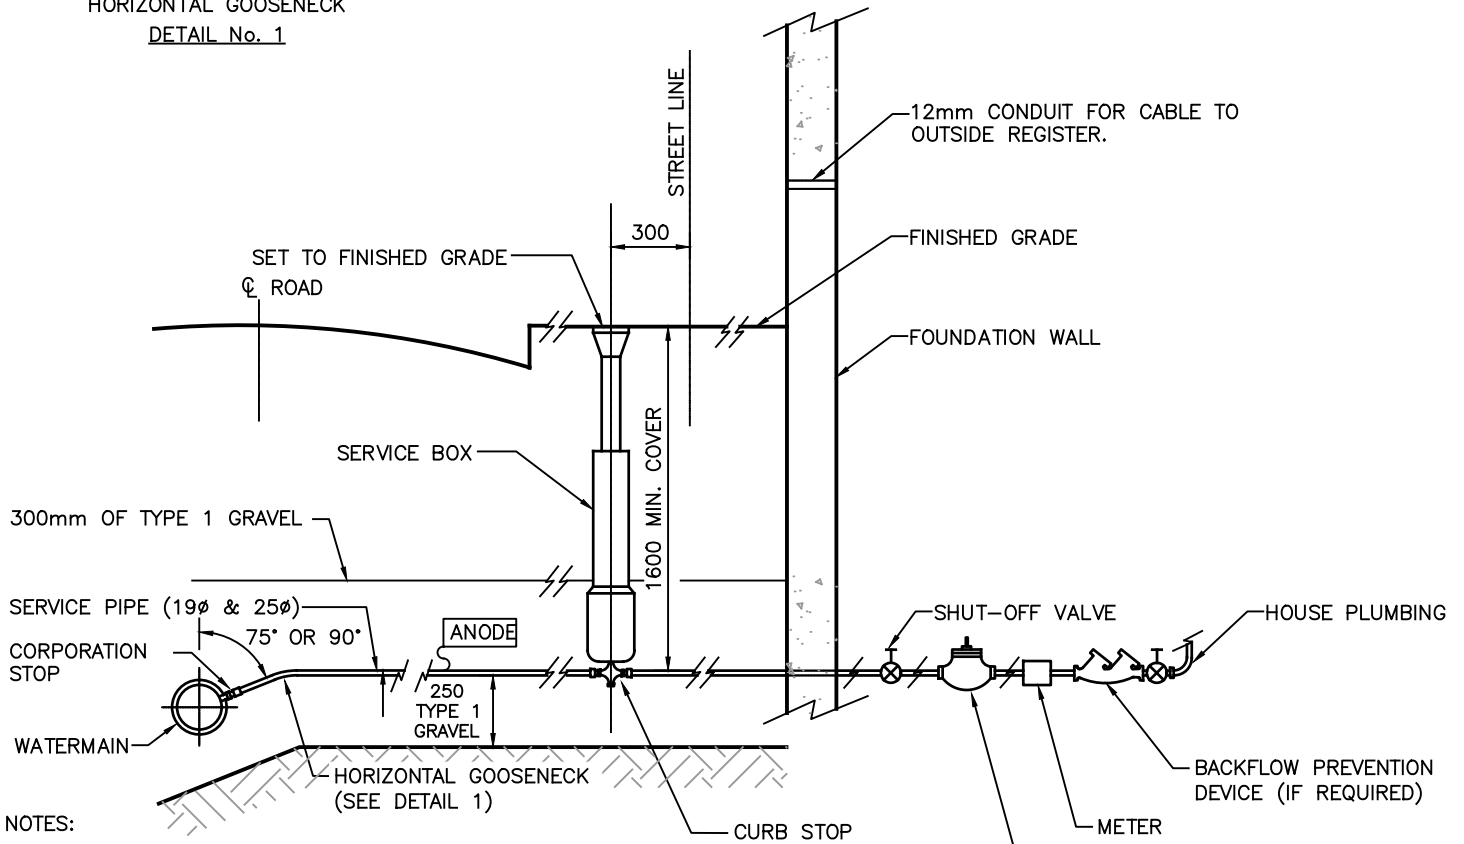 HORIZONTAL GOOSENECK
DETAIL No. 1
STREET LINE
12mm CONDUIT FOR CABLE TO
OUTSIDE REGISTER.
300
FINISHED GRADE
SET TO FINISHED GRADE
℄ ROAD
FOUNDATION WALL
SERVICE BOX
1600 MIN. COVER
300mm OF TYPE 1 GRAVEL
SERVICE PIPE (19ø & 25ø)
75° OR 90°
ANODE
SHUT-OFF VALVE
HOUSE PLUMBING
CORPORATION
STOP
250
TYPE 1
GRAVEL
WATERMAIN
HORIZONTAL GOOSENECK
(SEE DETAIL 1)
BACKFLOW PREVENTION
DEVICE (IF REQUIRED)
NOTES:
CURB STOP
METER